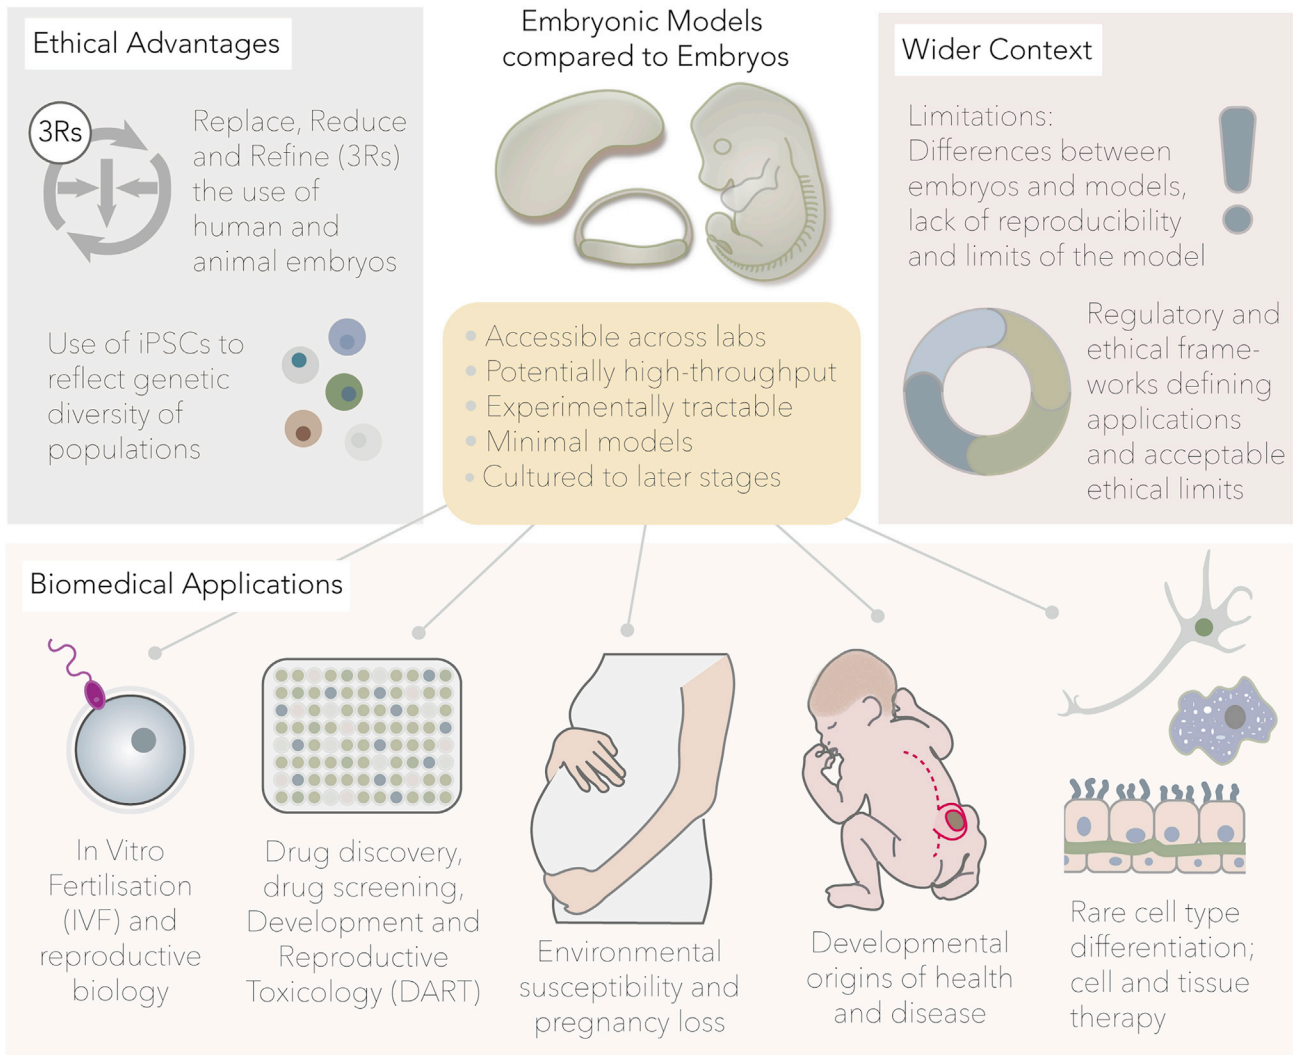 Ethical Advantages
3Rs
Replace, Reduce
and Refine (3Rs)
the use of
human and
animal embryos
Use of iPSCs to
reflect genetic
diversity of
populations
Embryonic Models
compared to Embryos
Accessible across labs
Potentially high-throughput
Experimentally tractable
Minimal models
Cultured to later stages
Wider Context
Limitations:
Differences between
embryos and models,
lack of reproducibility
and limits of the model
Regulatory and
ethical frame-
works defining
applications
and acceptable
ethical limits
Biomedical Applications
In Vitro
Fertilisation
(IVF) and
reproductive
biology
Drug discovery,
drug screening,
Development and
Reproductive
Toxicology (DART)
Environmental
susceptibility and
pregnancy loss
Developmental
origins of health
and disease
Rare cell type
differentiation;
cell and tissue
therapy